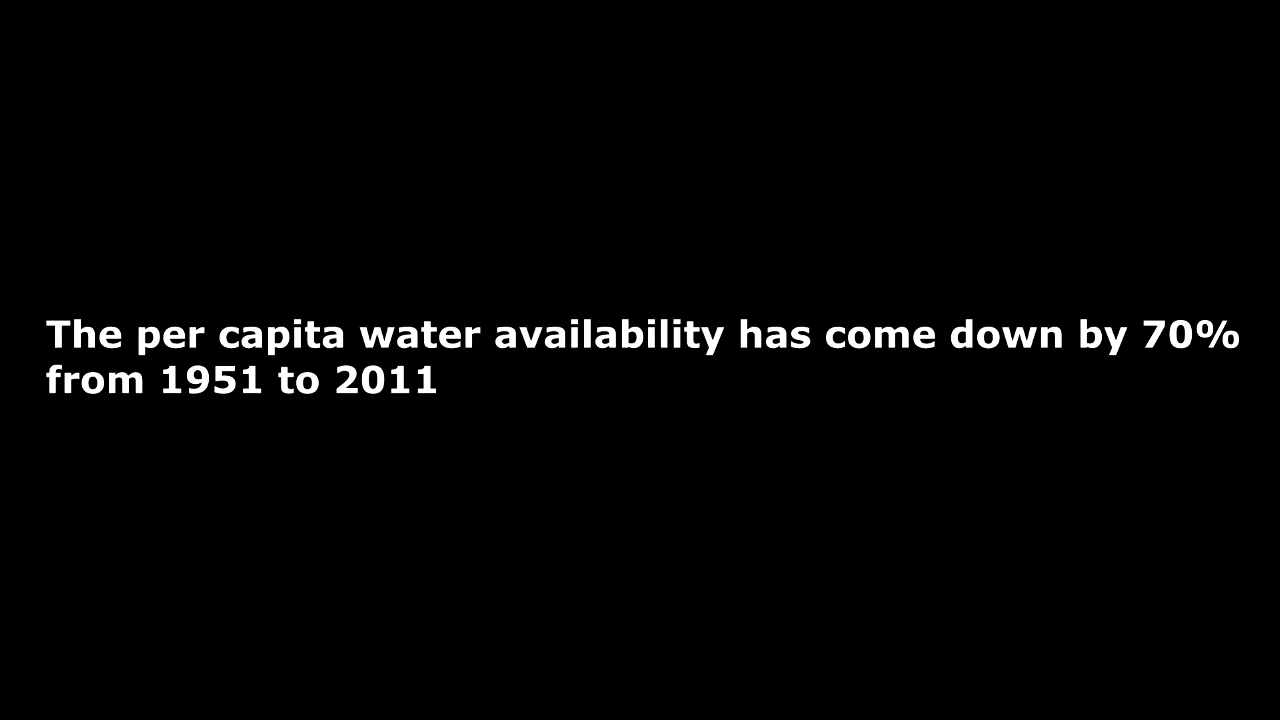 The per capita water availability has come down by 70%
from 1951 to 2011